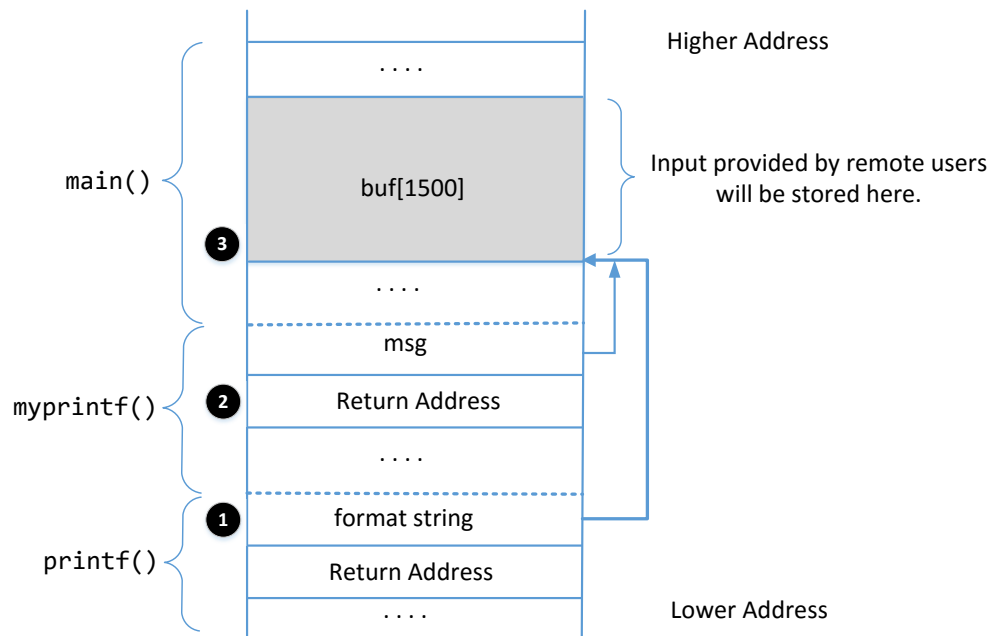 Higher Address
. . . .
main()
buf[1500]
Input provided by remote users
will be stored here.
3
. . . .
msg
myprintf()
2
Return Address
. . . .
1
format string
printf()
Return Address
. . . .
Lower Address